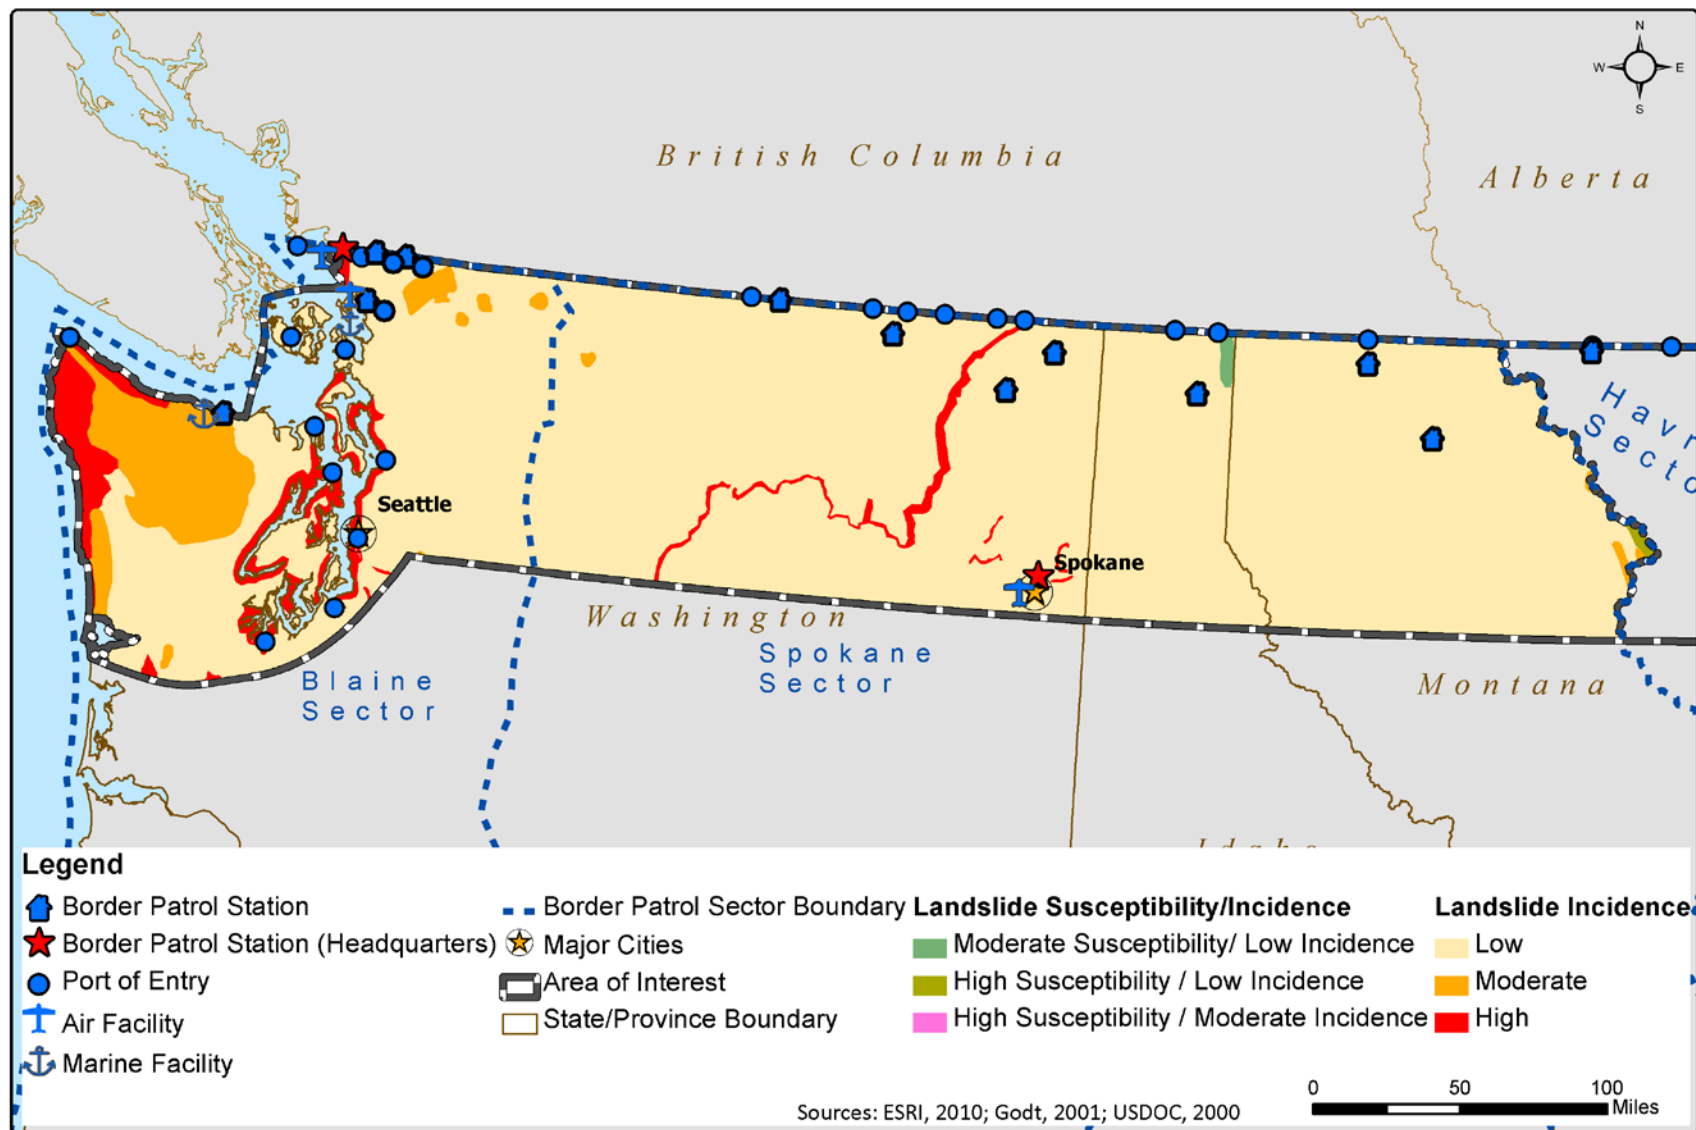 N
W E
S
British Columbia
Alberta
Havr
Secto
Seattle
Spokane
Washington
Spokane
Sector
Blaine
Sector
Montana
Legend
Border Patrol Station
Border Patrol Station (Headquarters)
Port of Entry
Air Facility
Marine Facility
Border Patrol Sector Boundary
Major Cities
Area of Interest
State/Province Boundary
Landslide Susceptibility/Incidence
Moderate Susceptibility/ Low Incidence
High Susceptibility / Low Incidence
High Susceptibility / Moderate Incidence
Landslide Incidence
Low
Moderate
High
0 50 100
Miles
Sources: ESRI, 2010; Godt, 2001; USDOC, 2000